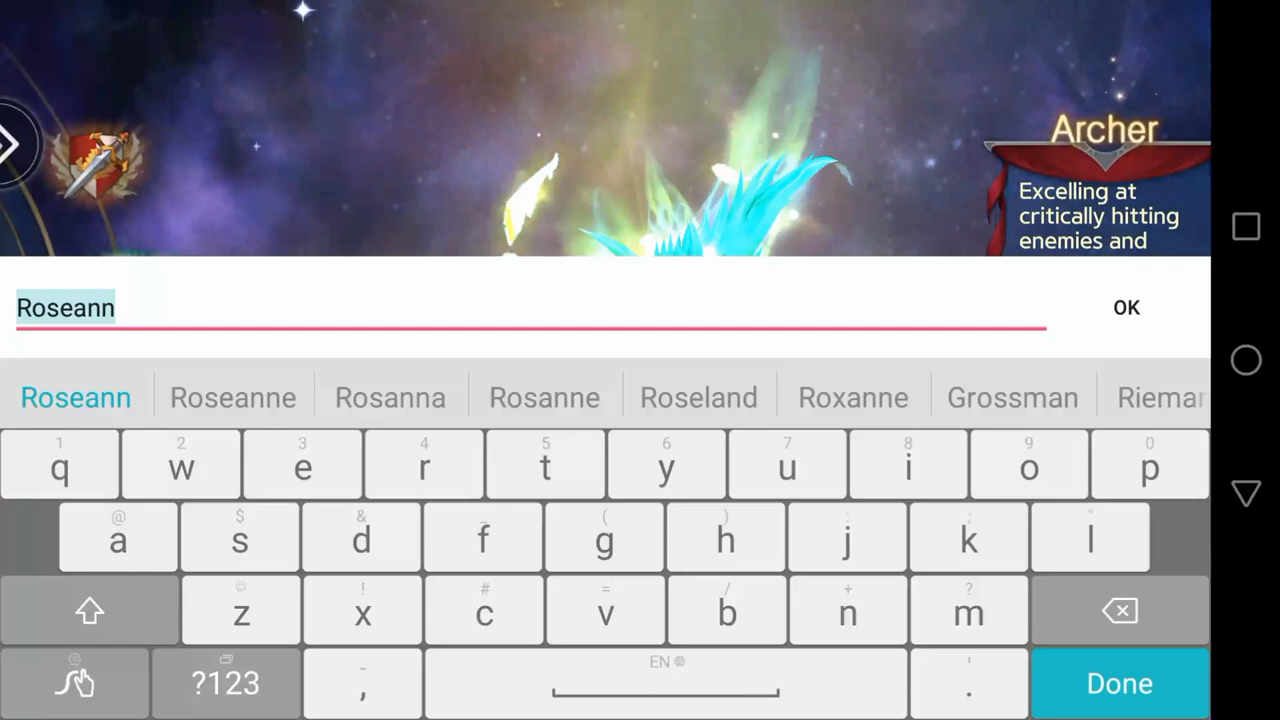 Archer
Excelling at
critically hitting
enemies and
Roseann
OK
Roseann Roseanne Rosanna Rosanne Roseland Roxanne Grossman Rieman
1 2 3 4 5 6 7 8 9 0
q w e r t y u i o p
@ $ & _ ( ) : ; "
a s d f g h j k l
! # = / + ?
z x c v b n m
EN '
?123 , . Done